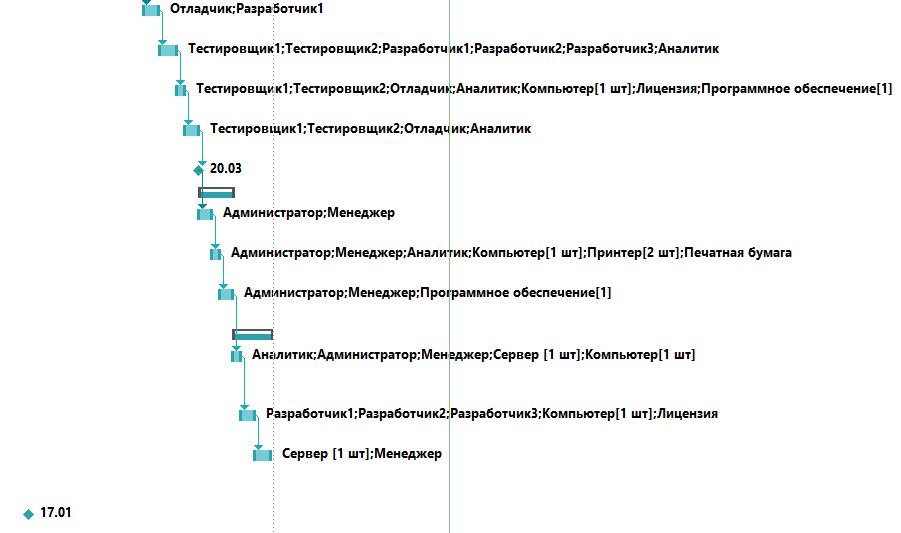 Отладчик;Разработчик1
Тестировщик1;Тестировщик2;Разработчик1;Разработчик2;Разработчик3;Аналитик
Тестировщик1;Тестировщик2;Отладчик;Аналитик;Компьютер[1 шт];Лицензия;Программное обеспечение[1]
Тестировщик1;Тестировщик2;Отладчик;Аналитик
20.03
Администратор;Менеджер
Администратор;Менеджер;Аналитик;Компьютер[1 шт];Принтер[2 шт];Печатная бумага
Администратор;Менеджер;Программное обеспечение[1]
Аналитик;Администратор;Менеджер;Сервер [1 шт];Компьютер[1 шт]
Разработчик1;Разработчик2;Разработчик3;Компьютер[1 шт];Лицензия
Сервер [1 шт];Менеджер
17.01